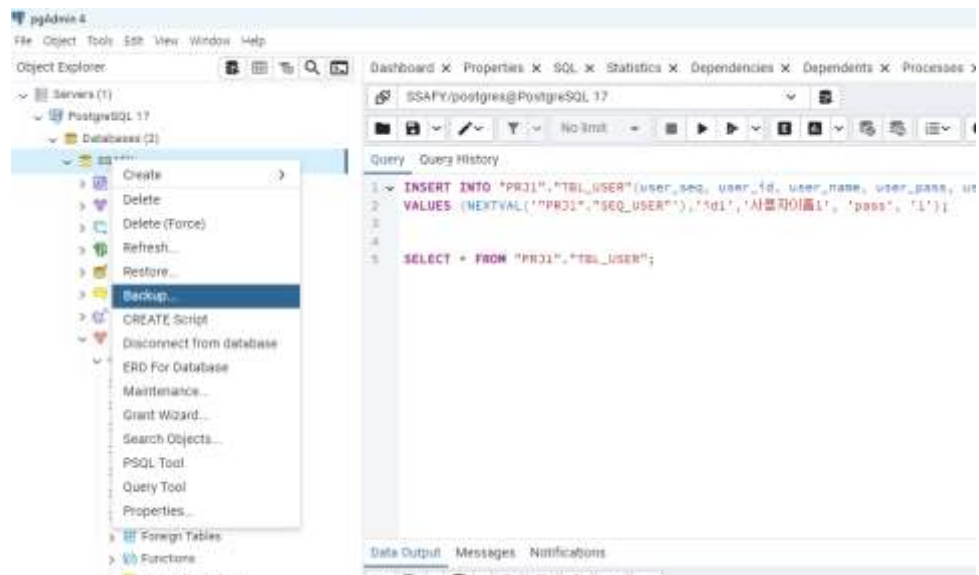 pgAdmin 4
File Object Tools Edit View Window Help
Object Explorer
Dashboard × Properties × SQL × Statistics × Dependencies × Dependents × Processes ×
Servers (1)
PostgreSQL 17
Databases (2)
SSAFY/postgres@PostgreSQL 17
No limit
Query Query History
1 INSERT INTO "PRJ1"."TBL_USER"(user_seq, user_id, user_name, user_pass, us
2 VALUES (NEXTVAL('"PRJ1"."SEQ_USER"'),'id1','사용자이름1', 'pass', '1');
3
4
5 SELECT * FROM "PRJ1"."TBL_USER";
Create
Delete
Delete (Force)
Refresh...
Restore...
Backup...
CREATE Script
Disconnect from database
ERD For Database
Maintenance...
Grant Wizard...
Search Objects...
PSQL Tool
Query Tool
Properties...
Foreign Tables
Functions
Data Output Messages Notifications